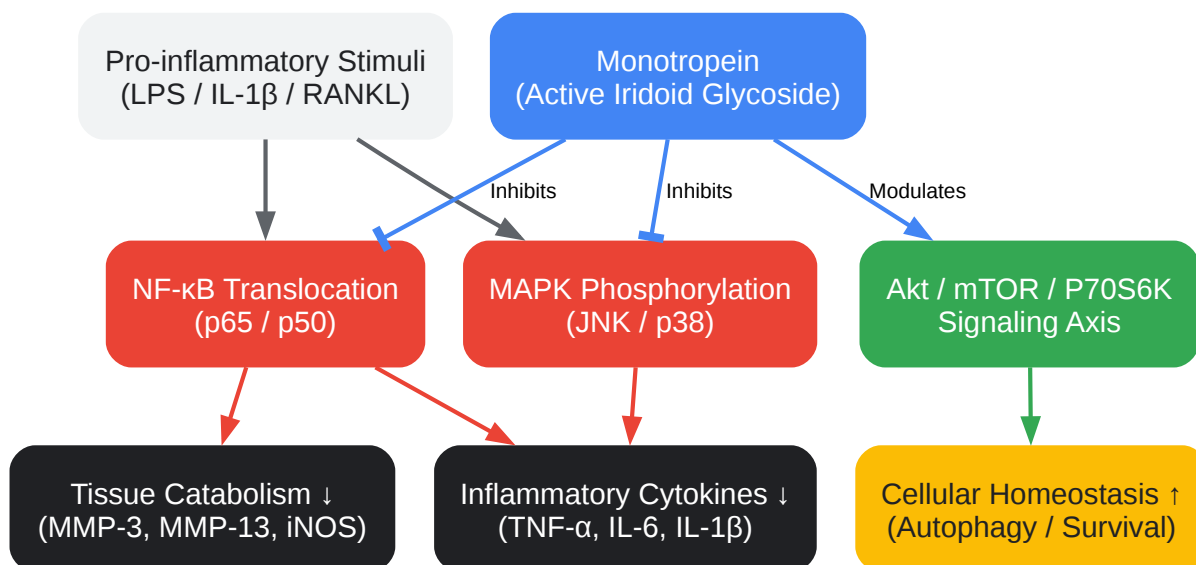 Pro-inflammatory Stimuli
(LPS / IL-1β / RANKL)
Monotropein
(Active Iridoid Glycoside)
Inhibits
Inhibits
Modulates
NF-κB Translocation
(p65 / p50)
MAPK Phosphorylation
(JNK / p38)
Akt / mTOR / P70S6K
Signaling Axis
Tissue Catabolism ↓
(MMP-3, MMP-13, iNOS)
Inflammatory Cytokines ↓
(TNF-α, IL-6, IL-1β)
Cellular Homeostasis ↑
(Autophagy / Survival)